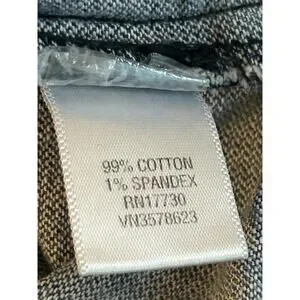 99% COTTON
1% SPANDEX
RN17730
VN3578623